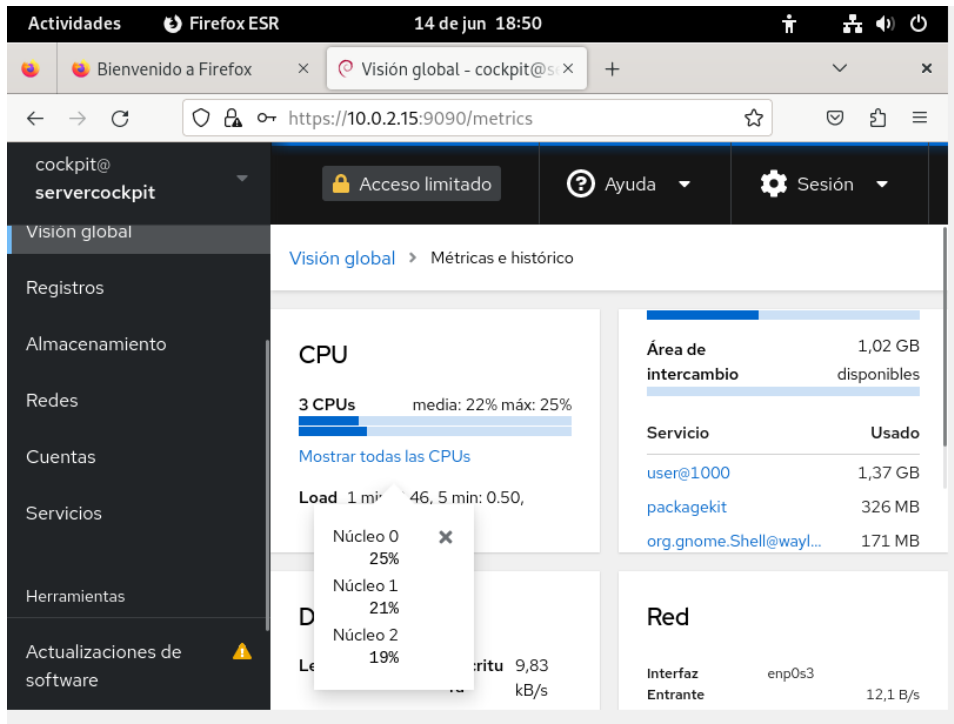 Actividades Firefox ESR 14 de jun 18:50
Bienvenido a Firefox × Visión global - cockpit@s × +
https://10.0.2.15:9090/metrics
cockpit@
servercockpit
Acceso limitado
Ayuda
Sesión
Visión global
Registros
Almacenamiento
Redes
Cuentas
Servicios
Herramientas
Actualizaciones de
software
Visión global > Métricas e histórico
CPU
3 CPUs media: 22% máx: 25%
Mostrar todas las CPUs
Load 1 min 46, 5 min: 0.50,
Núcleo 0
25%
Núcleo 1
21%
Núcleo 2
19%
Área de 1,02 GB
intercambio disponibles
Servicio Usado
user@1000 1,37 GB
packagekit 326 MB
org.gnome.Shell@wayl... 171 MB
D
9,83
kB/s
Red
Interfaz enp0s3
Entrante 12,1 B/s